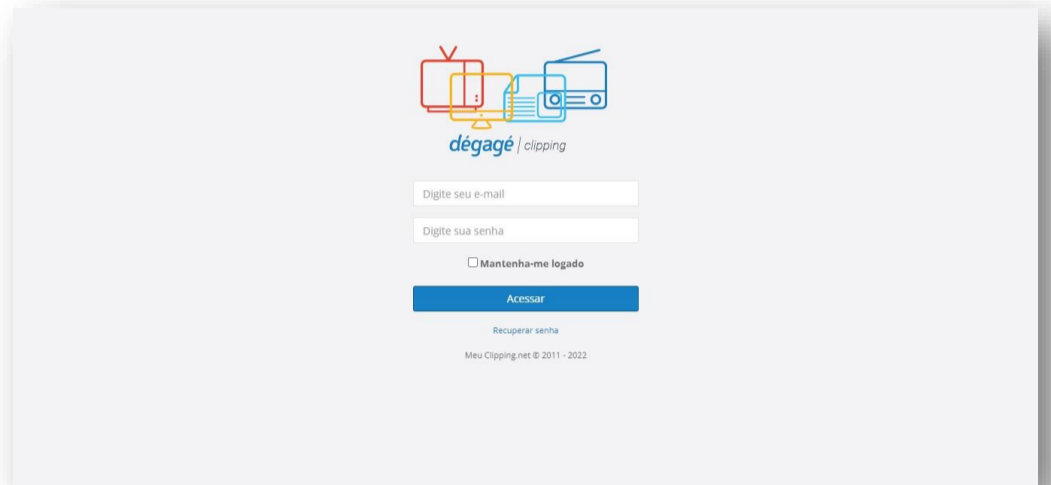 dégagé | clipping
Digite seu e-mail
Digite sua senha
Mantenha-me logado
Acessar
Recuperar senha
Meu Clipping.net © 2011 - 2022